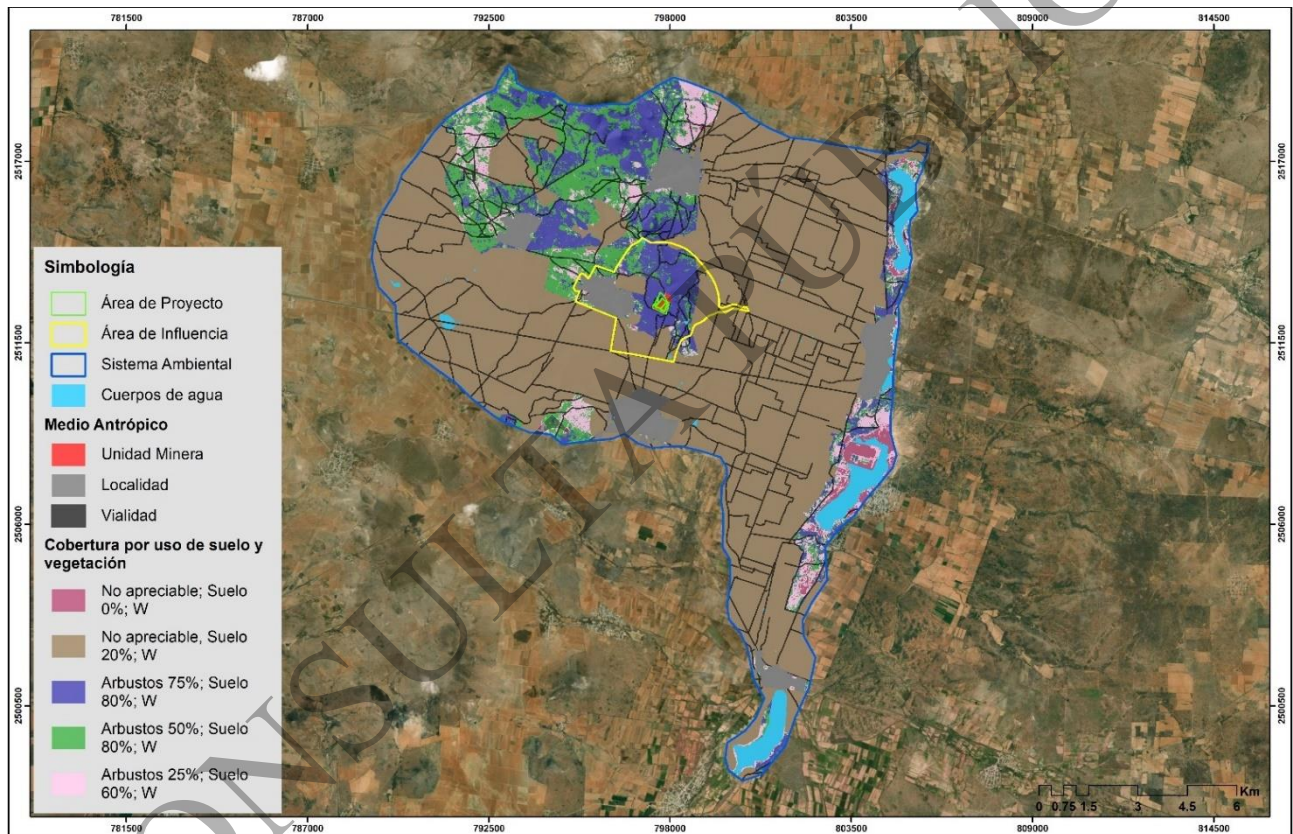 781500 787000 792500 798000 803500 809000 814500
2517000
2517000
Simbología
Área de Proyecto
Área de Influencia
Sistema Ambiental
Cuerpos de agua
Medio Antrópico
Unidad Minera
Localidad
Vialidad
Cobertura por uso de suelo y
vegetación
No apreciable; Suelo
0%; W
No apreciable, Suelo
20%; W
Arbustos 75%; Suelo
80%; W
Arbustos 50%; Suelo
80%; W
Arbustos 25%; Suelo
60%; W
2511500
2511500
2506000
2506000
2500500
2500500
Km
0 0.75 1.5 3 4.5 6
781500 787000 792500 798000 803500 809000 814500
CONSULTA PÚBLIC